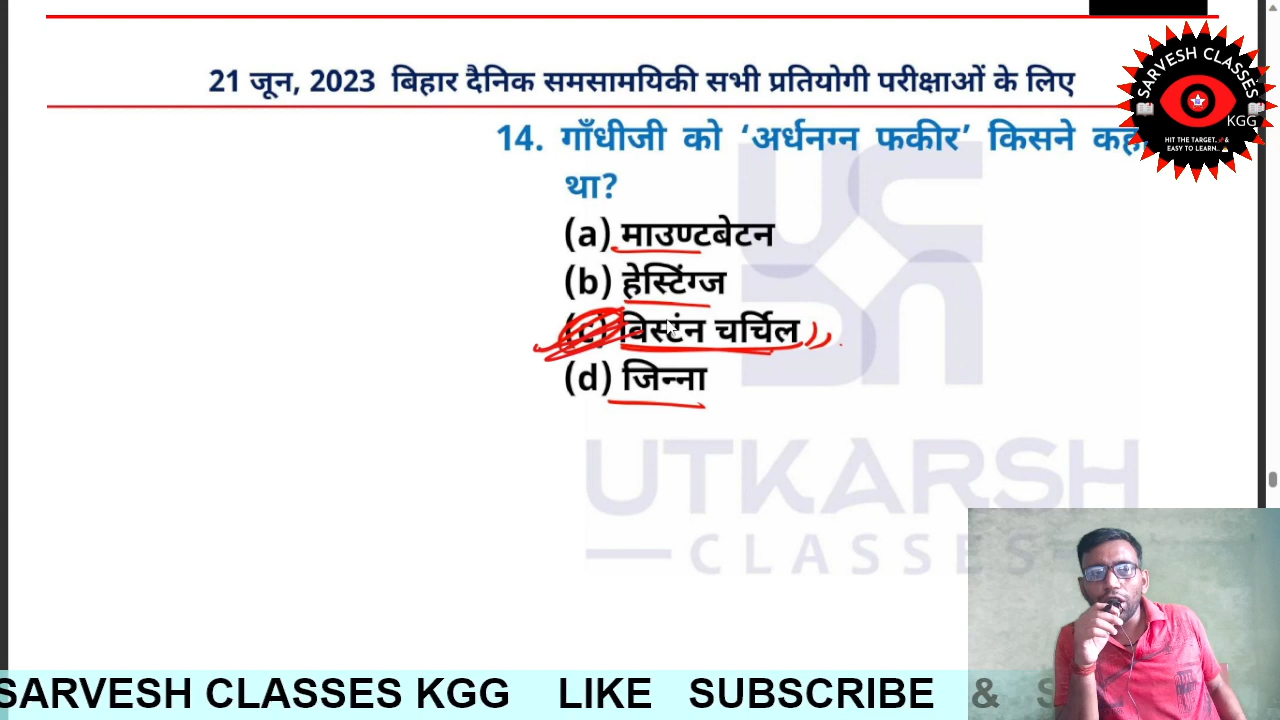 21 जून, 2023 बिहार दैनिक समसामयिकी सभी प्रतियोगी परीक्षाओं के लिए
SARVESH CLASSES
KGG
HIT THE TARGET &
EASY TO LEARN..
14. गाँधीजी को ‘अर्धनग्न फकीर’ किसने कहा
था?
(a) माउण्टबेटन
(b) हेस्टिंग्ज
(c) विस्टंन चर्चिल
(d) जिन्ना
UTKARSH
CLASSES
SARVESH CLASSES KGG LIKE SUBSCRIBE & S